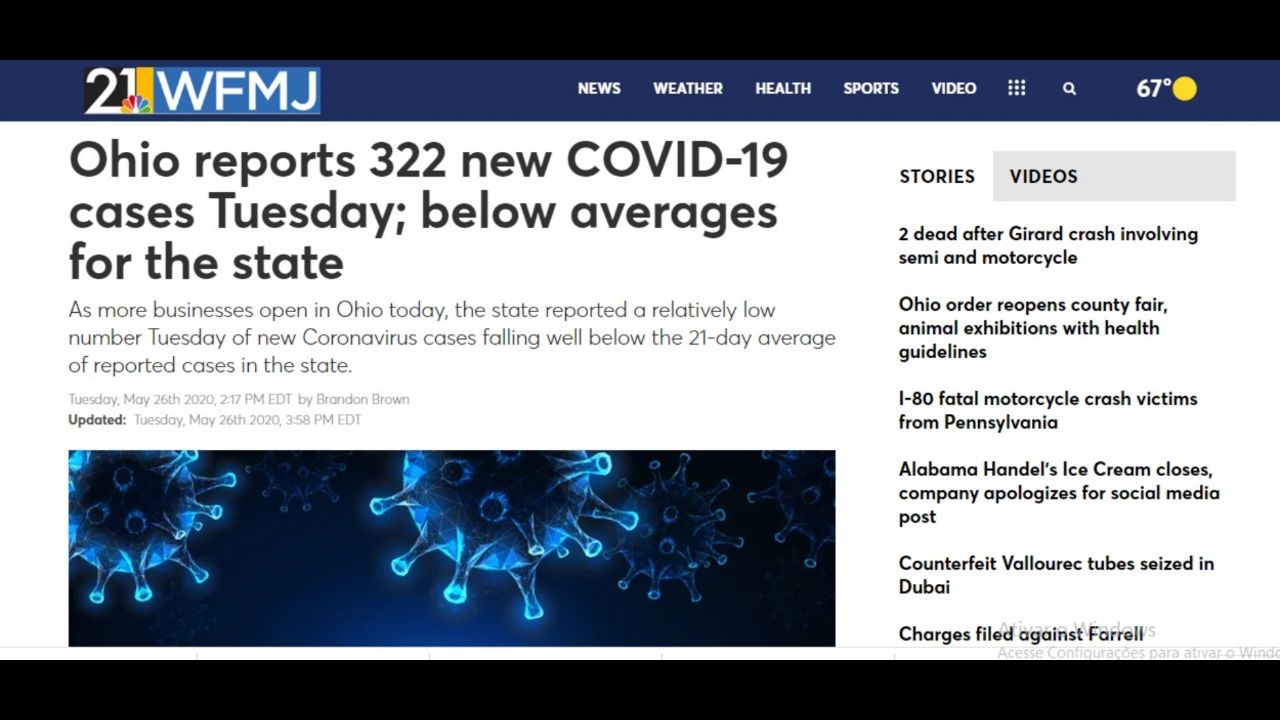 21 WFMJ
NEWS WEATHER HEALTH SPORTS VIDEO 67°
Ohio reports 322 new COVID-19
cases Tuesday; below averages
for the state
As more businesses open in Ohio today, the state reported a relatively low
number Tuesday of new Coronavirus cases falling well below the 21-day average
of reported cases in the state.
Tuesday, May 26th 2020, 2:17 PM EDT by Brandon Brown
Updated: Tuesday, May 26th 2020, 3:58 PM EDT
STORIES VIDEOS
2 dead after Girard crash involving
semi and motorcycle
Ohio order reopens county fair,
animal exhibitions with health
guidelines
I-80 fatal motorcycle crash victims
from Pennsylvania
Alabama Handel's Ice Cream closes,
company apologizes for social media
post
Counterfeit Vallourec tubes seized in
Dubai
Charges filed against Farrell
Ativar o Windows
Acesse Configurações para ativar o Windo